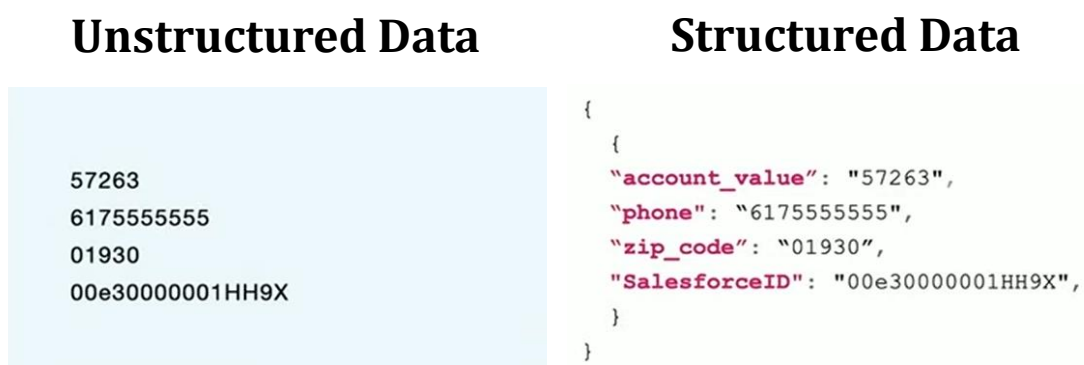 Unstructured Data
57263
6175555555
01930
00e30000001HH9X
Structured Data
{
{
“account_value”: "57263",
“phone": “6175555555",
“zip_code”: “01930”,
"SalesforceID": "00e30000001HH9X",
}
}